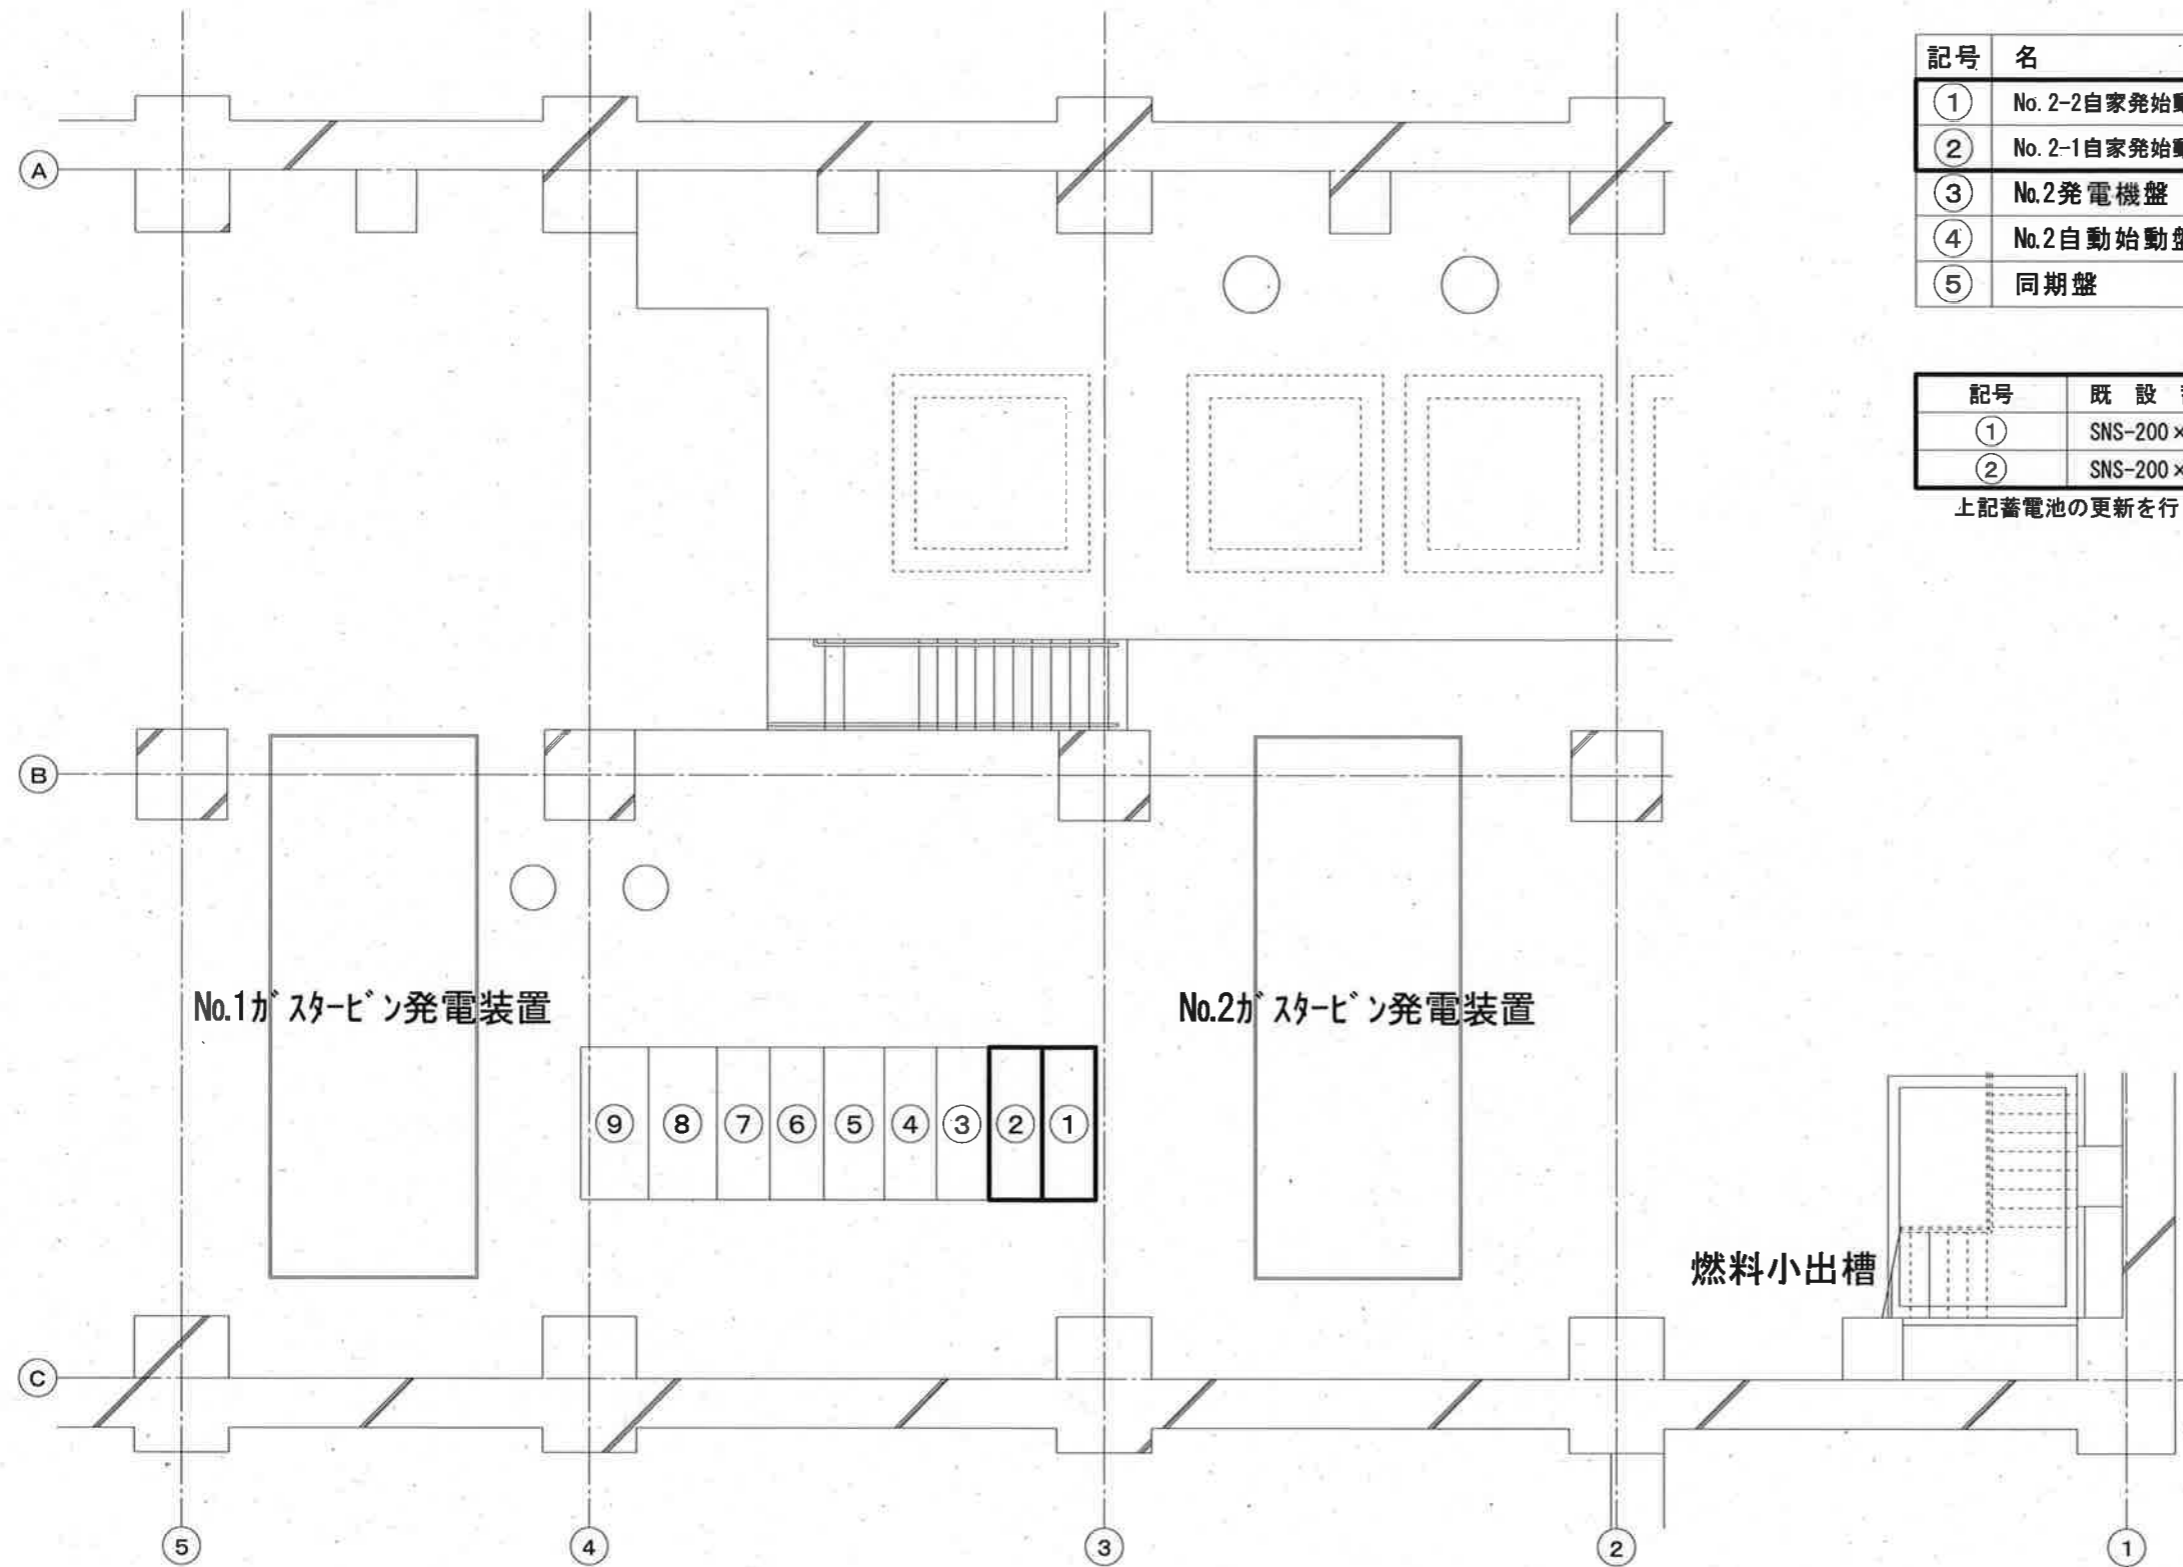 記号 名
① No.2-2自家発始動
② No.2-1自家発始動
③ No.2発電機盤
④ No.2自動始動盤
⑤ 同期盤
記号 既 設
① SNS-200×
② SNS-200×
上記蓄電池の更新を行
A
B
No.1ガスタービン発電装置
No.2ガスタービン発電装置
⑨ ⑧ ⑦ ⑥ ⑤ ④ ③ ② ①
燃料小出槽
C
5 4 3 2 1